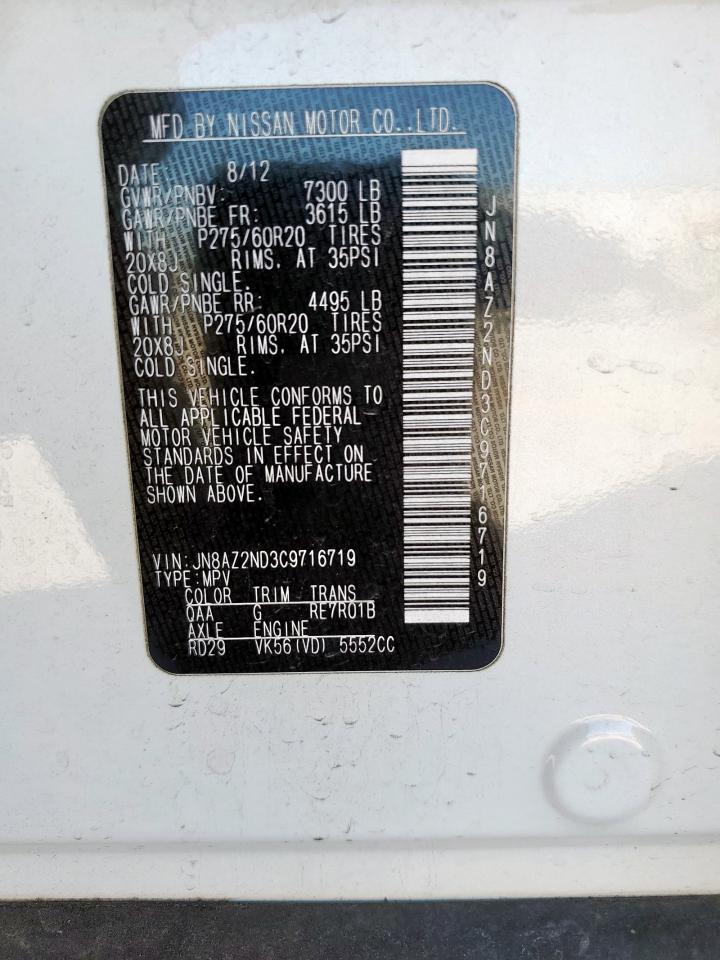 MFD BY NISSAN MOTOR CO.,LTD.
DATE: 8/12
GVWR/PNBV: 7300 LB
GAWR/PNBE FR: 3615 LB
WITH P275/60R20 TIRES
20X8J RIMS, AT 35PSI
COLD SINGLE.
GAWR/PNBE RR: 4495 LB
WITH P275/60R20 TIRES
20X8J RIMS, AT 35PSI
COLD SINGLE.
THIS VEHICLE CONFORMS TO
ALL APPLICABLE FEDERAL
MOTOR VEHICLE SAFETY
STANDARDS IN EFFECT ON
THE DATE OF MANUFACTURE
SHOWN ABOVE.
VIN:JN8AZ2ND3C9716719
TYPE:MPV
COLOR TRIM TRANS
QAA G RE7R01B
AXLE ENGINE
RD29 VK56(VD) 5552CC
JN8AZ2ND3C9716719